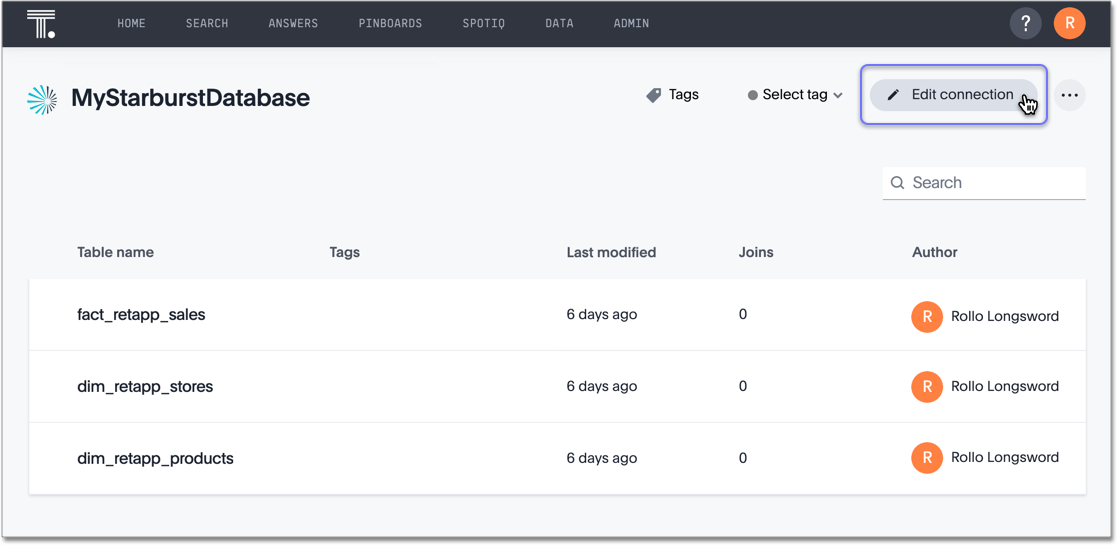 HOME SEARCH ANSWERS PINBOARDS SPOTIQ DATA ADMIN ? R
MyStarburstDatabase Tags Select tag Edit connection ...
Search
Table name Tags Last modified Joins Author
fact_retapp_sales 6 days ago 0 R Rollo Longsword
dim_retapp_stores 6 days ago 0 R Rollo Longsword
dim_retapp_products 6 days ago 0 R Rollo Longsword